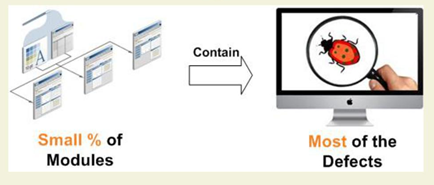 Contain
Small % of
Modules
Most of the
Defects